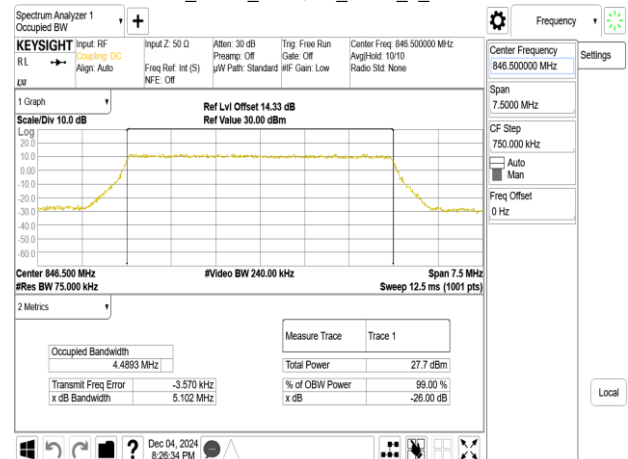 Spectrum Analyzer 1
Occupied BW
Frequency
KEYSIGHT
RL
Input: RF
Coupling: DC
Align: Auto
Input Z: 50 Ω
Freq Ref: Int (S)
NFE: Off
Atten: 30 dB
Preamp: Off
µW Path: Standard
Trig: Free Run
Gate: Off
#IF Gain: Low
Center Freq: 846.500000 MHz
Avg|Hold: 10/10
Radio Std: None
Center Frequency
846.500000 MHz
Settings
Span
7.5000 MHz
CF Step
750.000 kHz
Auto
Man
Freq Offset
0 Hz
1 Graph
Scale/Div 10.0 dB
Ref Lvl Offset 14.33 dB
Ref Value 30.00 dBm
Log
20.0
10.0
0.00
-10.0
-20.0
-30.0
-40.0
-50.0
-60.0
Center 846.500 MHz
#Res BW 75.000 kHz
#Video BW 240.00 kHz
Span 7.5 MHz
Sweep 12.5 ms (1001 pts)
2 Metrics
Occupied Bandwidth
4.4893 MHz
Transmit Freq Error -3.570 kHz
x dB Bandwidth 5.102 MHz
Measure Trace Trace 1
Total Power 27.7 dBm
% of OBW Power 99.00 %
x dB -26.00 dB
Local
Dec 04, 2024
8:26:34 PM